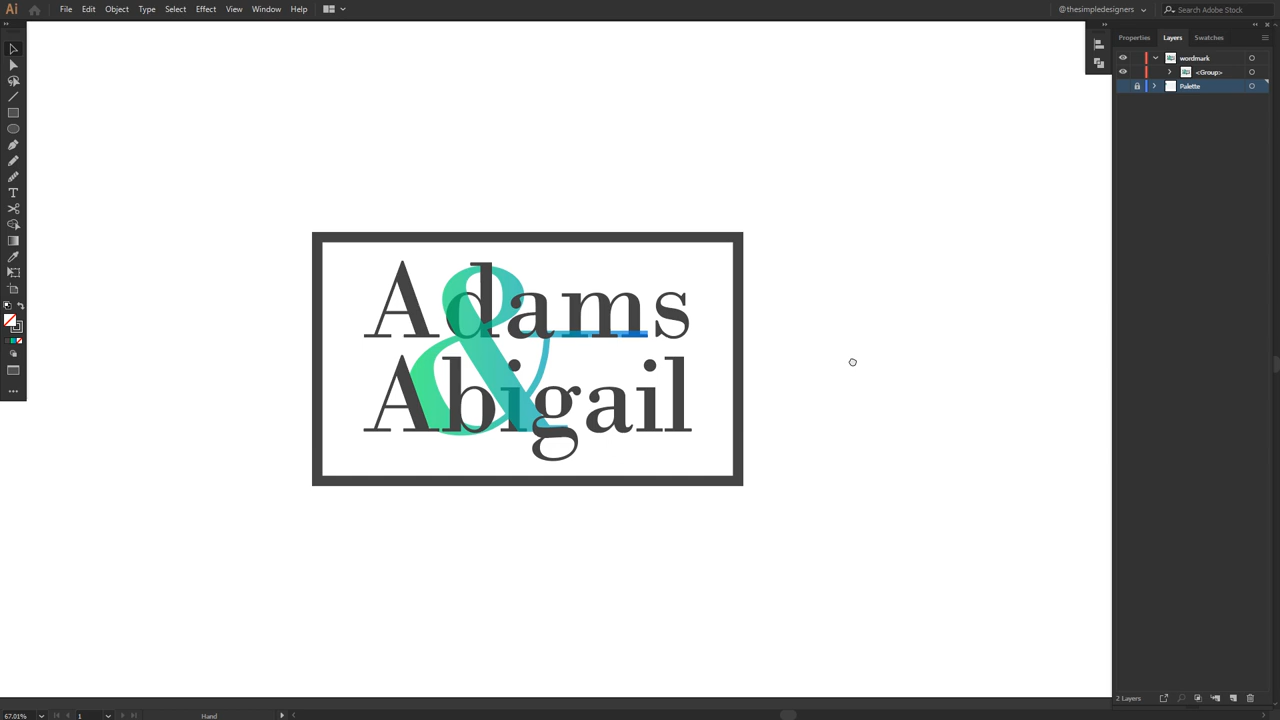 Ai File Edit Object Type Select Effect View Window Help @thesimpledesigners Search Adobe Stock
Properties Layers Swatches
wordmark
<Group>
Palette
Adams
&
Abigail
2 Layers
67.01% 1 Hand